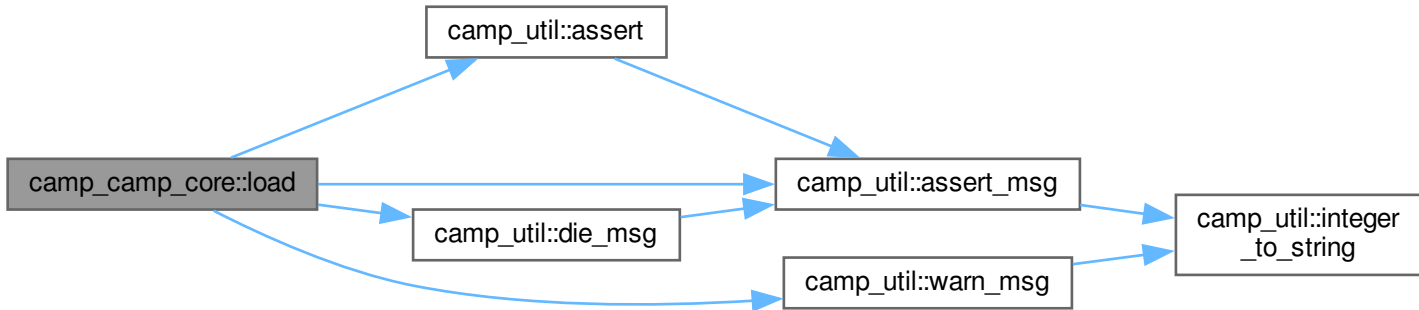 camp_util::assert
camp_camp_core::load
camp_util::assert_msg
camp_util::die_msg
camp_util::integer
_to_string
camp_util::warn_msg